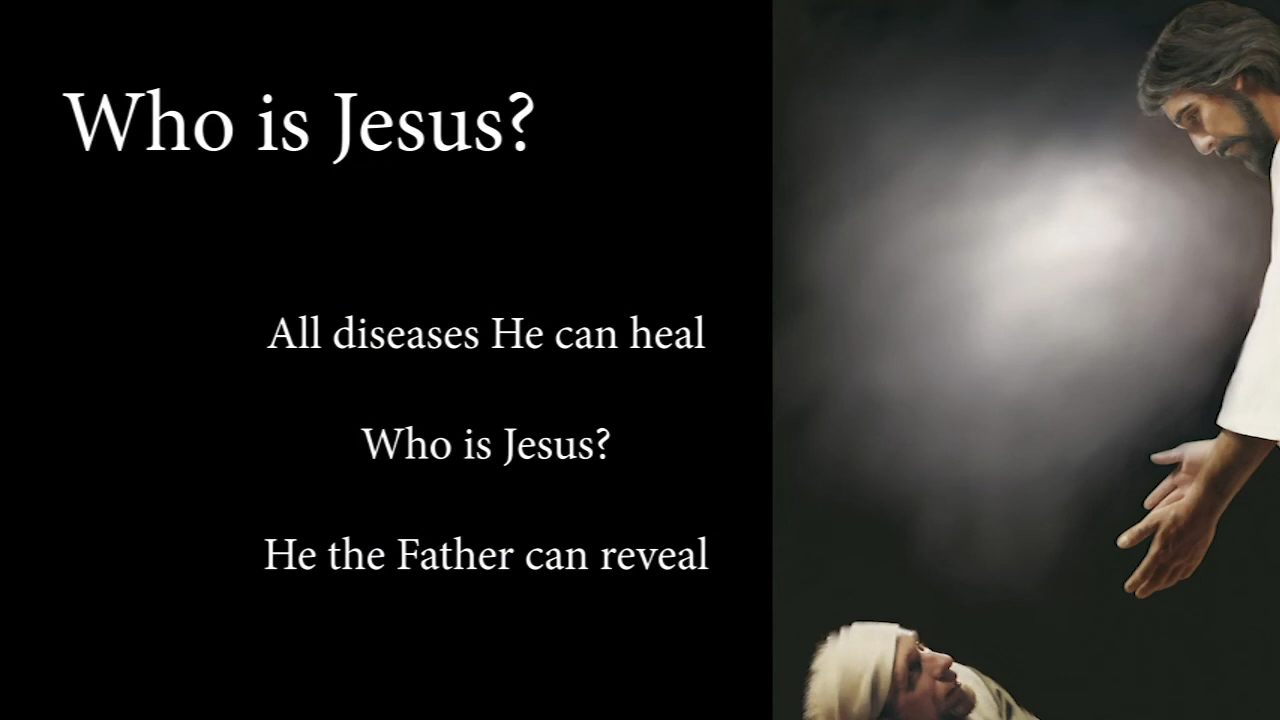 Who is Jesus?
All diseases He can heal
Who is Jesus?
He the Father can reveal